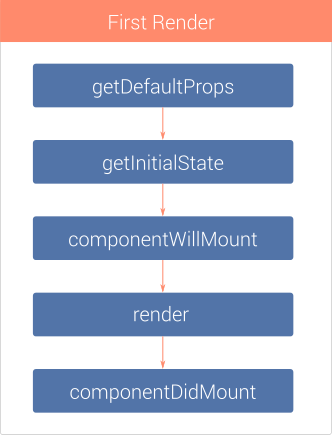 First Render
getDefaultProps
getInitialState
componentWillMount
render
componentDidMount